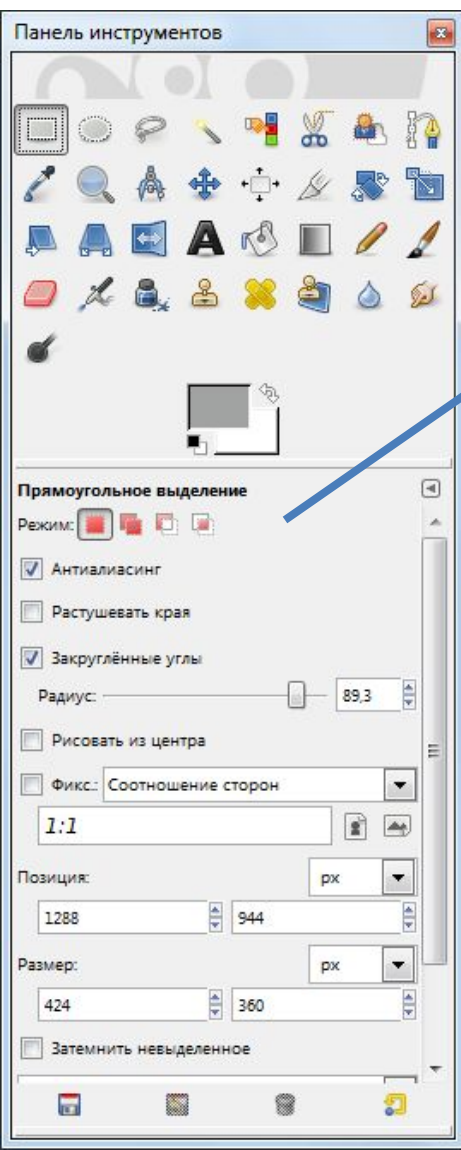 Панель инструментов
Прямоугольное выделение
Режим:
Антиалиасинг
Растушевать края
Закруглённые углы
Радиус: 89,3
Рисовать из центра
Фикс.: Соотношение сторон
1:1
Позиция: px
1288 944
Размер: px
424 360
Затемнить невыделенное